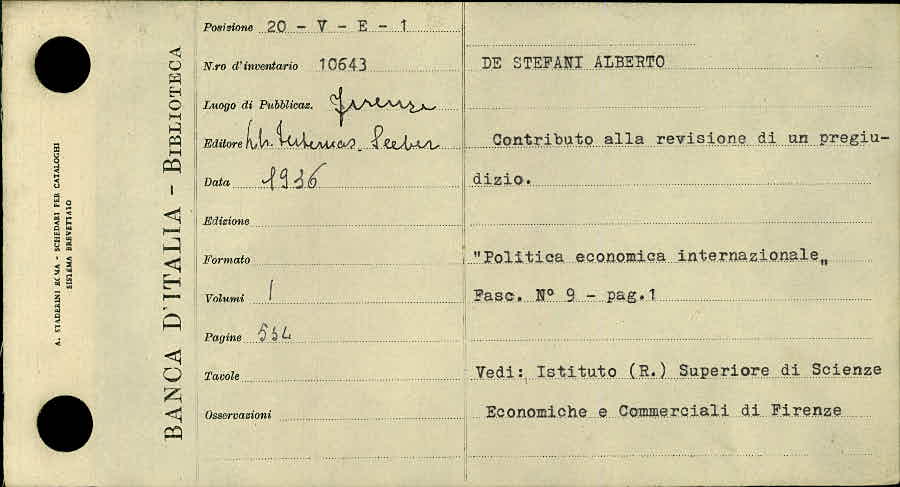 A. STADERINI ROMA - SCHEDARI PER CATALOGHI
SISTEMA BREVETTATO
BANCA D'ITALIA - BIBLIOTECA
Posizione 20 - V - E - 1
N.ro d'inventario 10643
Luogo di Pubblicaz. Firenze
Editore Seeber
Data 1936
Edizione
Formato
Volumi 1
Pagine
Tavole
Osservazioni
DE STEFANI ALBERTO
Contributo alla revisione di un pregiu-
dizio.
"Politica economica internazionale„
Fasc. N° 9 - pag.1
Vedi: Istituto (R.) Superiore di Scienze
Economiche e Commerciali di Firenze